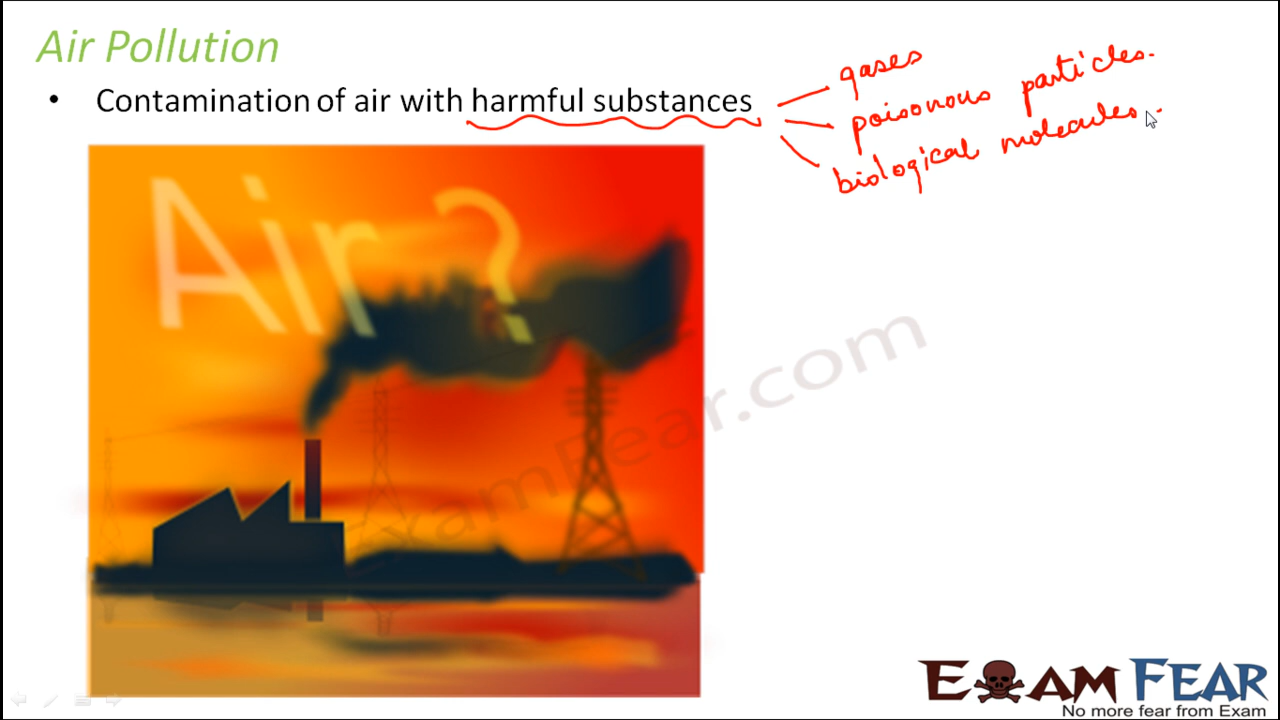 Air Pollution
• Contamination of air with harmful substances
gases
poisonous particles.
biological molecules.
Air ?
ExamFear.com
EXAM FEAR
No more fear from Exam